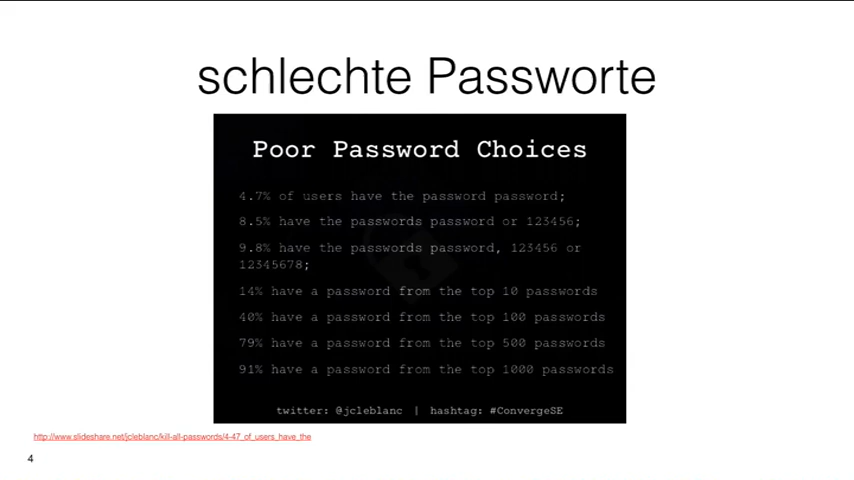 schlechte Passworte
Poor Password Choices
4.7% of users have the password password;
8.5% have the passwords password or 123456;
9.8% have the passwords password, 123456 or
12345678;
14% have a password from the top 10 passwords
40% have a password from the top 100 passwords
79% have a password from the top 500 passwords
91% have a password from the top 1000 passwords
twitter: @jcleblanc | hashtag: #ConvergeSE
http://www.slideshare.net/jcleblanc/kill-all-passwords/4-47_of_users_have_the
4